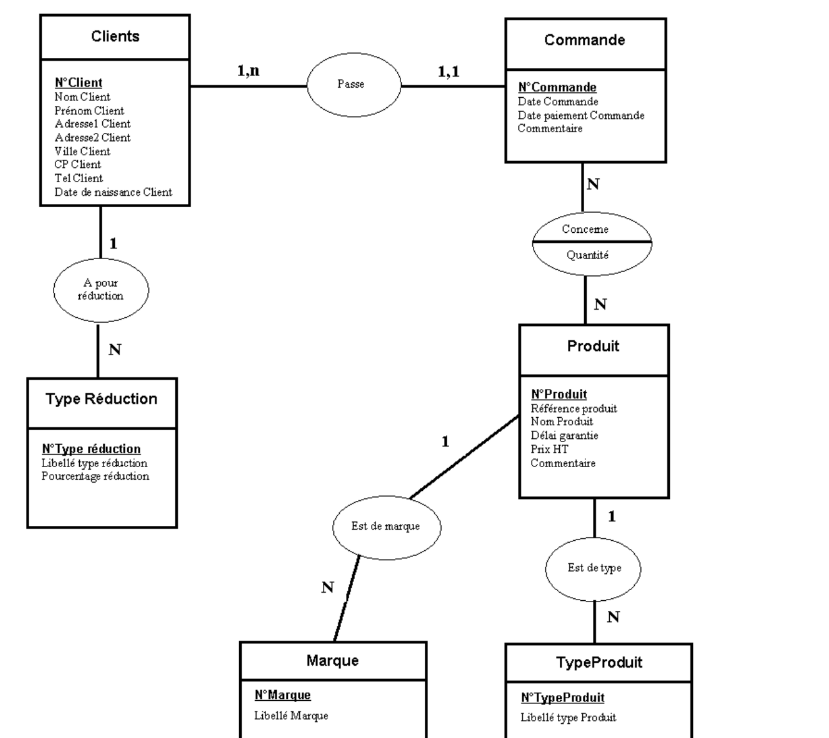 Clients
N°Client
Nom Client
Prénom Client
Adresse1 Client
Adresse2 Client
Ville Client
CP Client
Tel Client
Date de naissance Client
1,n
Passe
1,1
Commande
N°Commande
Date Commande
Date paiement Commande
Commentaire
1
A pour
réduction
N
Type Réduction
N°Type réduction
Libellé type réduction
Pourcentage réduction
N
Concerne
Quantité
N
Produit
N°Produit
Référence produit
Nom Produit
Délai garantie
Prix HT
Commentaire
1
Est de marque
N
Marque
N°Marque
Libellé Marque
1
Est de type
N
TypeProduit
N°TypeProduit
Libellé type Produit